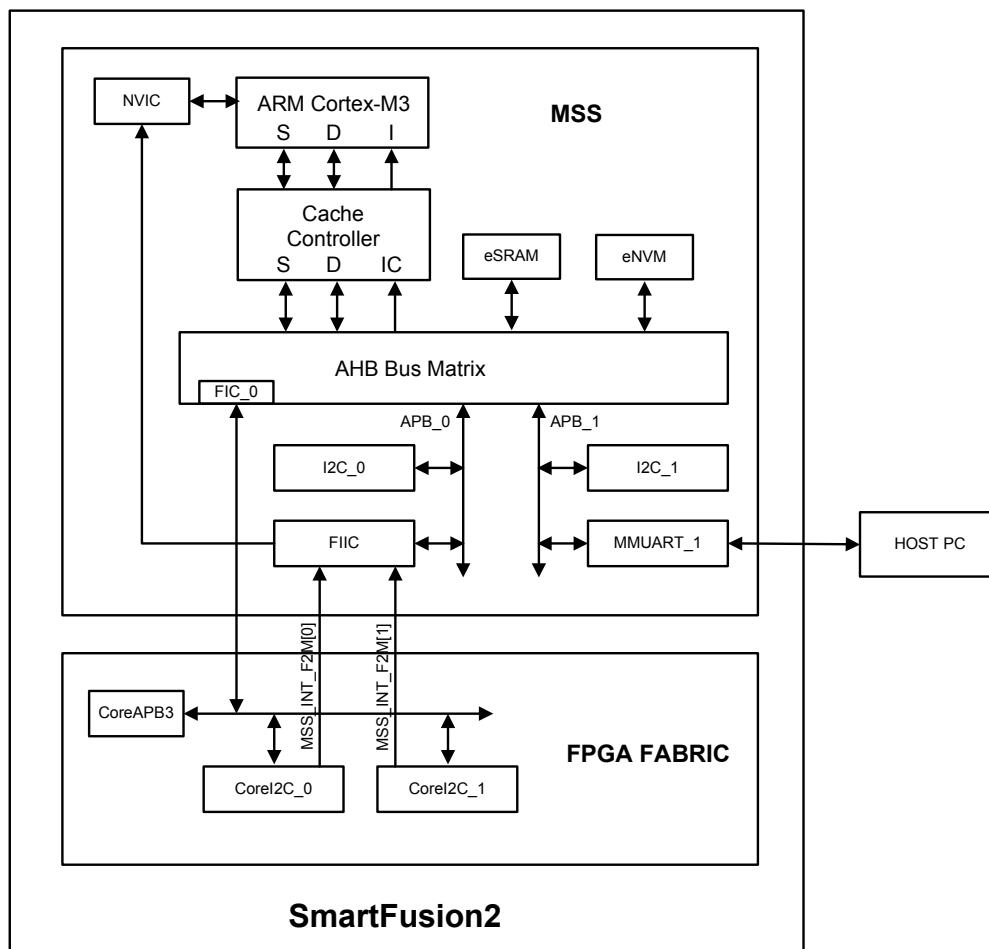 NVIC
ARM Cortex-M3
S D I
MSS
Cache
Controller
S D IC
eSRAM
eNVM
AHB Bus Matrix
FIC_0
APB_0
APB_1
I2C_0
I2C_1
FIIC
MMUART_1
HOST PC
MSS_INT_F2M[0]
MSS_INT_F2M[1]
CoreAPB3
FPGA FABRIC
CoreI2C_0
CoreI2C_1
SmartFusion2